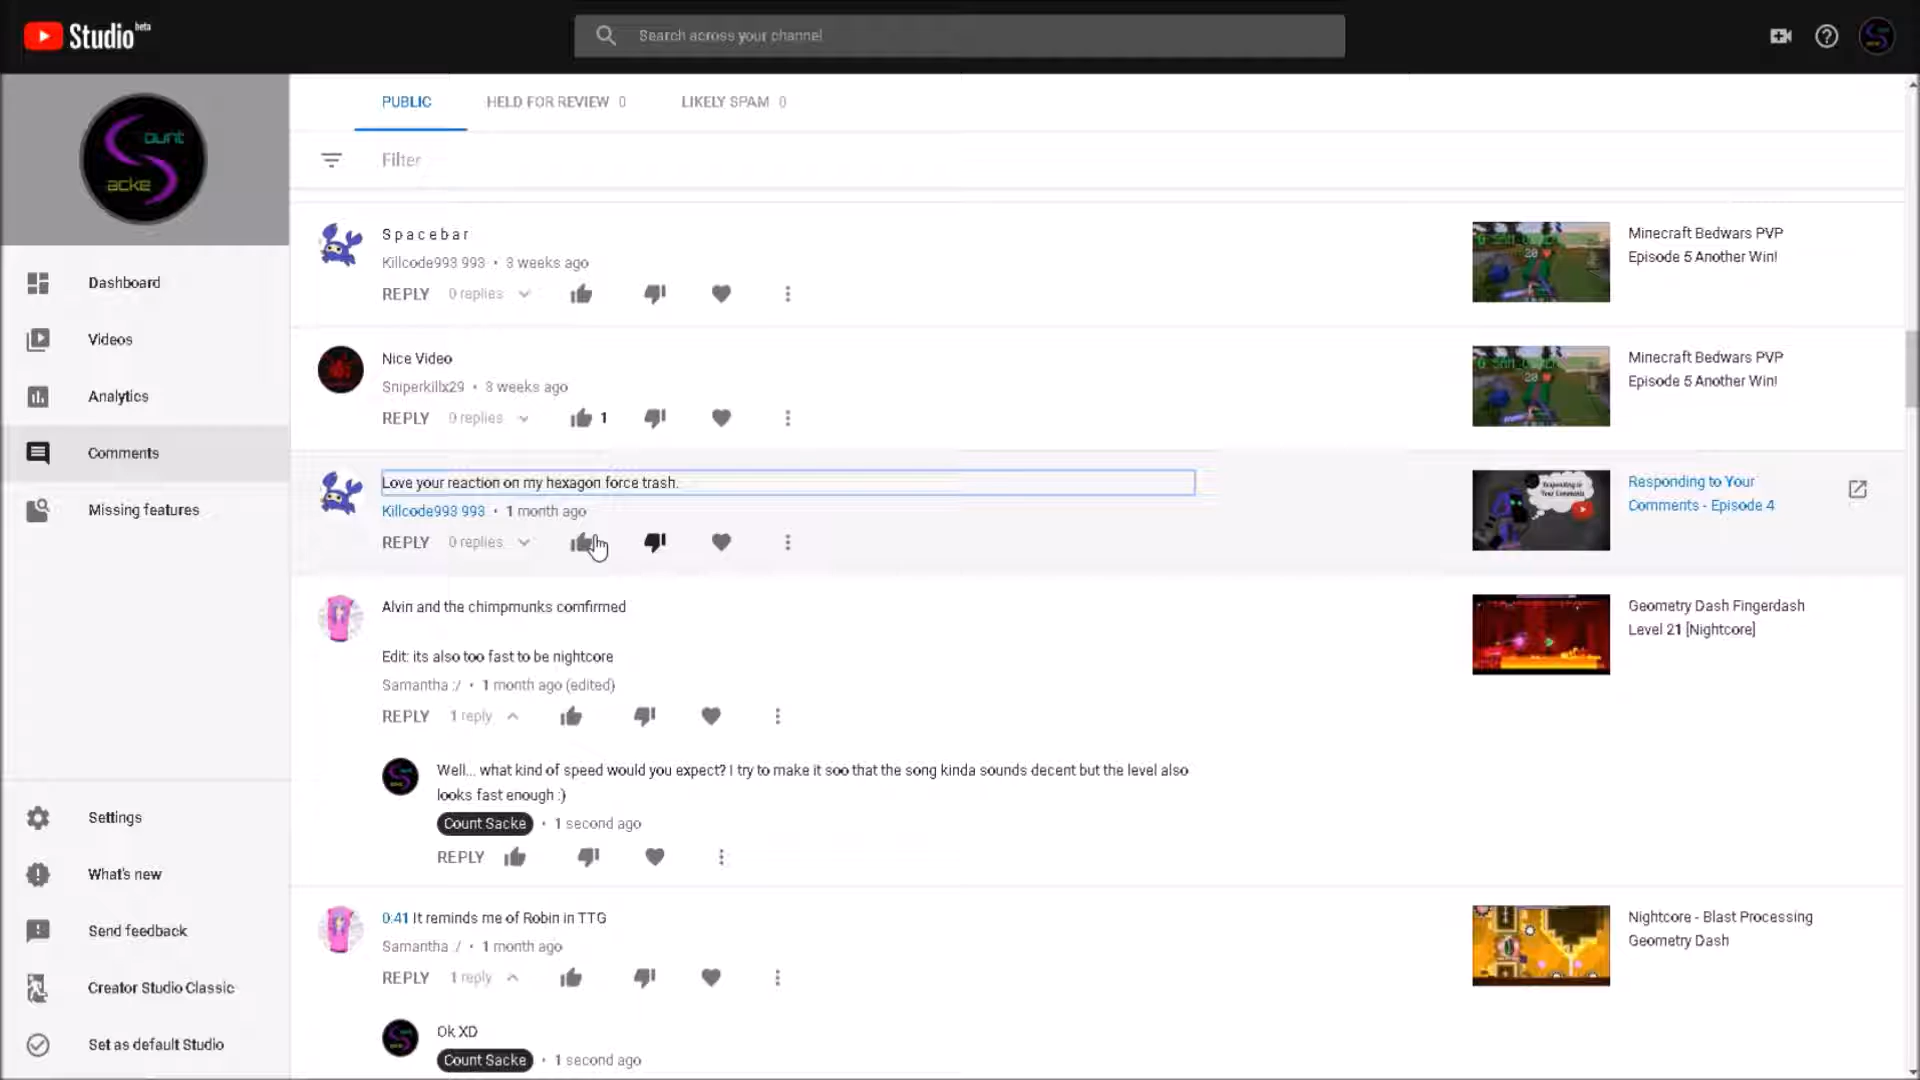 Studio beta
Search across your channel
ount
acke
Dashboard
Videos
Analytics
Comments
Missing features
Settings
What's new
Send feedback
Creator Studio Classic
Set as default Studio
PUBLIC HELD FOR REVIEW 0 LIKELY SPAM 0
Filter
S p a c e b a r
Killcode993 993 • 3 weeks ago
REPLY 0 replies
Minecraft Bedwars PVP
Episode 5 Another Win!
Nice Video
Sniperkillx29 • 3 weeks ago
REPLY 0 replies 1
Minecraft Bedwars PVP
Episode 5 Another Win!
Love your reaction on my hexagon force trash.
Killcode993 993 • 1 month ago
REPLY 0 replies
Responding to
Your Comments
Responding to Your
Comments - Episode 4
Alvin and the chimpmunks comfirmed
Edit: its also too fast to be nightcore
Samantha :/ • 1 month ago (edited)
REPLY 1 reply
Geometry Dash Fingerdash
Level 21 [Nightcore]
Well... what kind of speed would you expect? I try to make it soo that the song kinda sounds decent but the level also
looks fast enough :)
Count Sacke • 1 second ago
REPLY
0:41 It reminds me of Robin in TTG
Samantha :/ • 1 month ago
REPLY 1 reply
Nightcore - Blast Processing
Geometry Dash
Ok XD
Count Sacke • 1 second ago